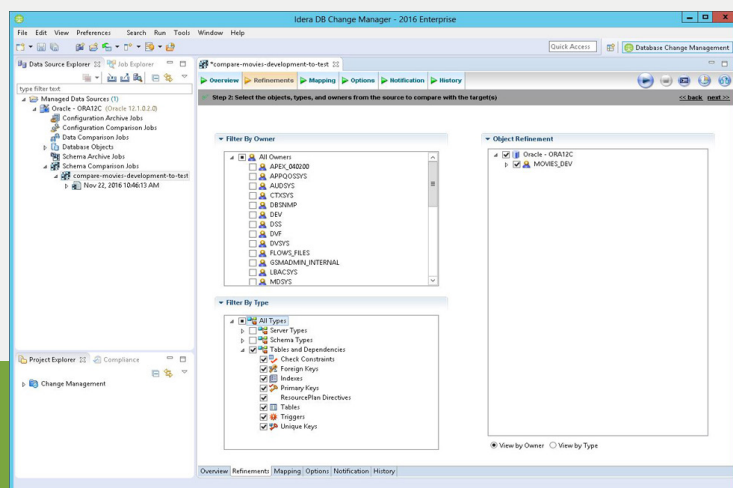 Idera DB Change Manager - 2016 Enterprise
File Edit View Preferences Search Run Tools Window Help
Quick Access
Database Change Management
Data Source Explorer
Job Explorer
type filter text
Managed Data Sources (1)
Oracle - ORA12C (Oracle 12.1.0.2.0)
Configuration Archive Jobs
Configuration Comparison Jobs
Data Comparison Jobs
Database Objects
Schema Archive Jobs
Schema Comparison Jobs
compare-movies-development-to-test
Nov 22, 2016 10:46:13 AM
Project Explorer
Compliance
Change Management
*compare-movies-development-to-test
Overview Refinements Mapping Options Notification History
Step 2: Select the objects, types, and owners from the source to compare with the target(s)
<< back next >>
Filter By Owner
All Owners
APEX_040200
APPQOSSYS
AUDSYS
CTXSYS
DBSNMP
DEV
DSS
DVF
DVSYS
FLOWS_FILES
GSMADMIN_INTERNAL
LBACSYS
MDSYS
Filter By Type
All Types
Server Types
Schema Types
Tables and Dependencies
Check Constraints
Foreign Keys
Indexes
Primary Keys
ResourcePlan Directives
Tables
Triggers
Unique Keys
Object Refinement
Oracle - ORA12C
MOVIES_DEV
View by Owner View by Type
Overview Refinements Mapping Options Notification History